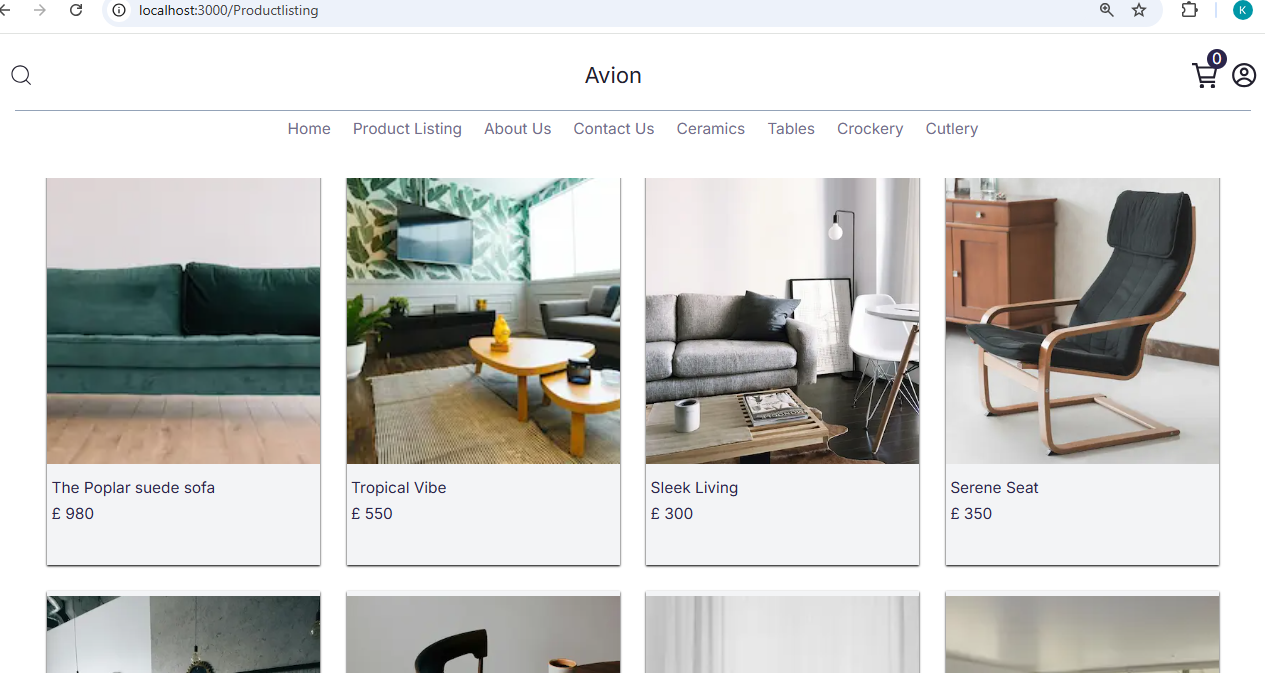 localhost:3000/Productlisting
K
Avion
0
Home Product Listing About Us Contact Us Ceramics Tables Crockery Cutlery
The Poplar suede sofa
£ 980
Tropical Vibe
£ 550
Sleek Living
£ 300
Serene Seat
£ 350